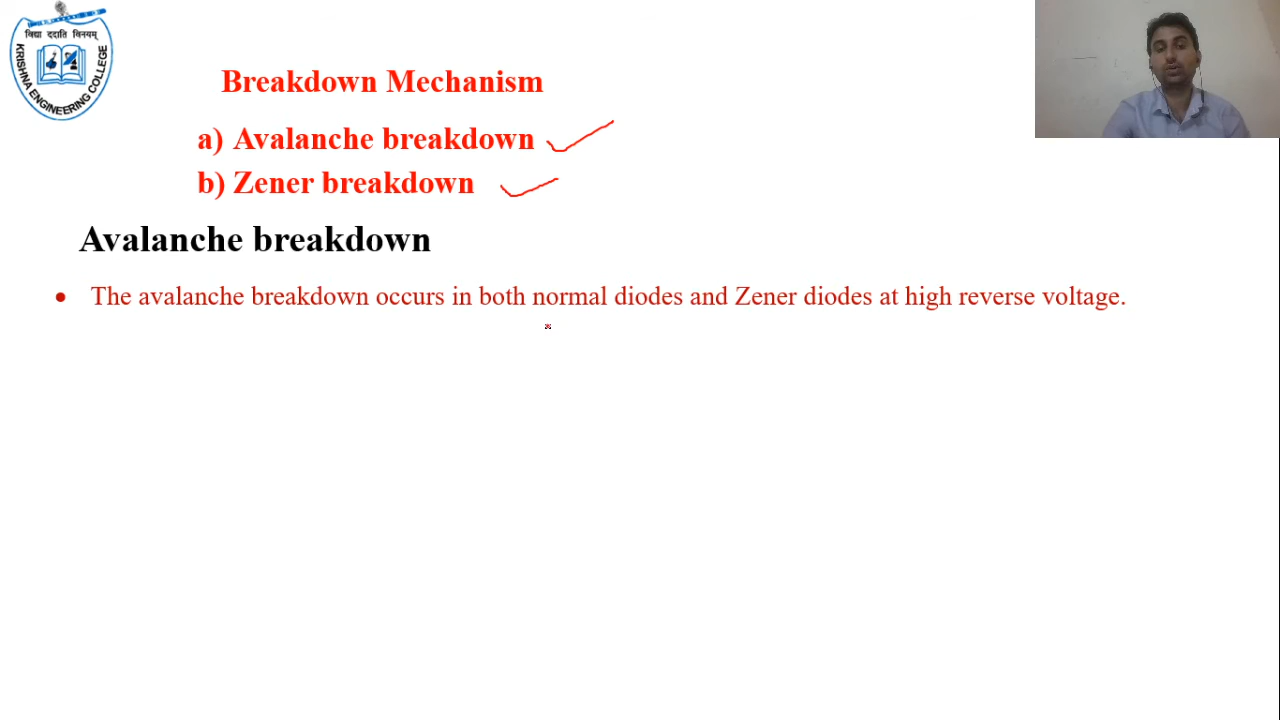 विद्या ददाति विनयम्
KRISHNA ENGINEERING COLLEGE
Breakdown Mechanism
a) Avalanche breakdown
b) Zener breakdown
Avalanche breakdown
• The avalanche breakdown occurs in both normal diodes and Zener diodes at high reverse voltage.